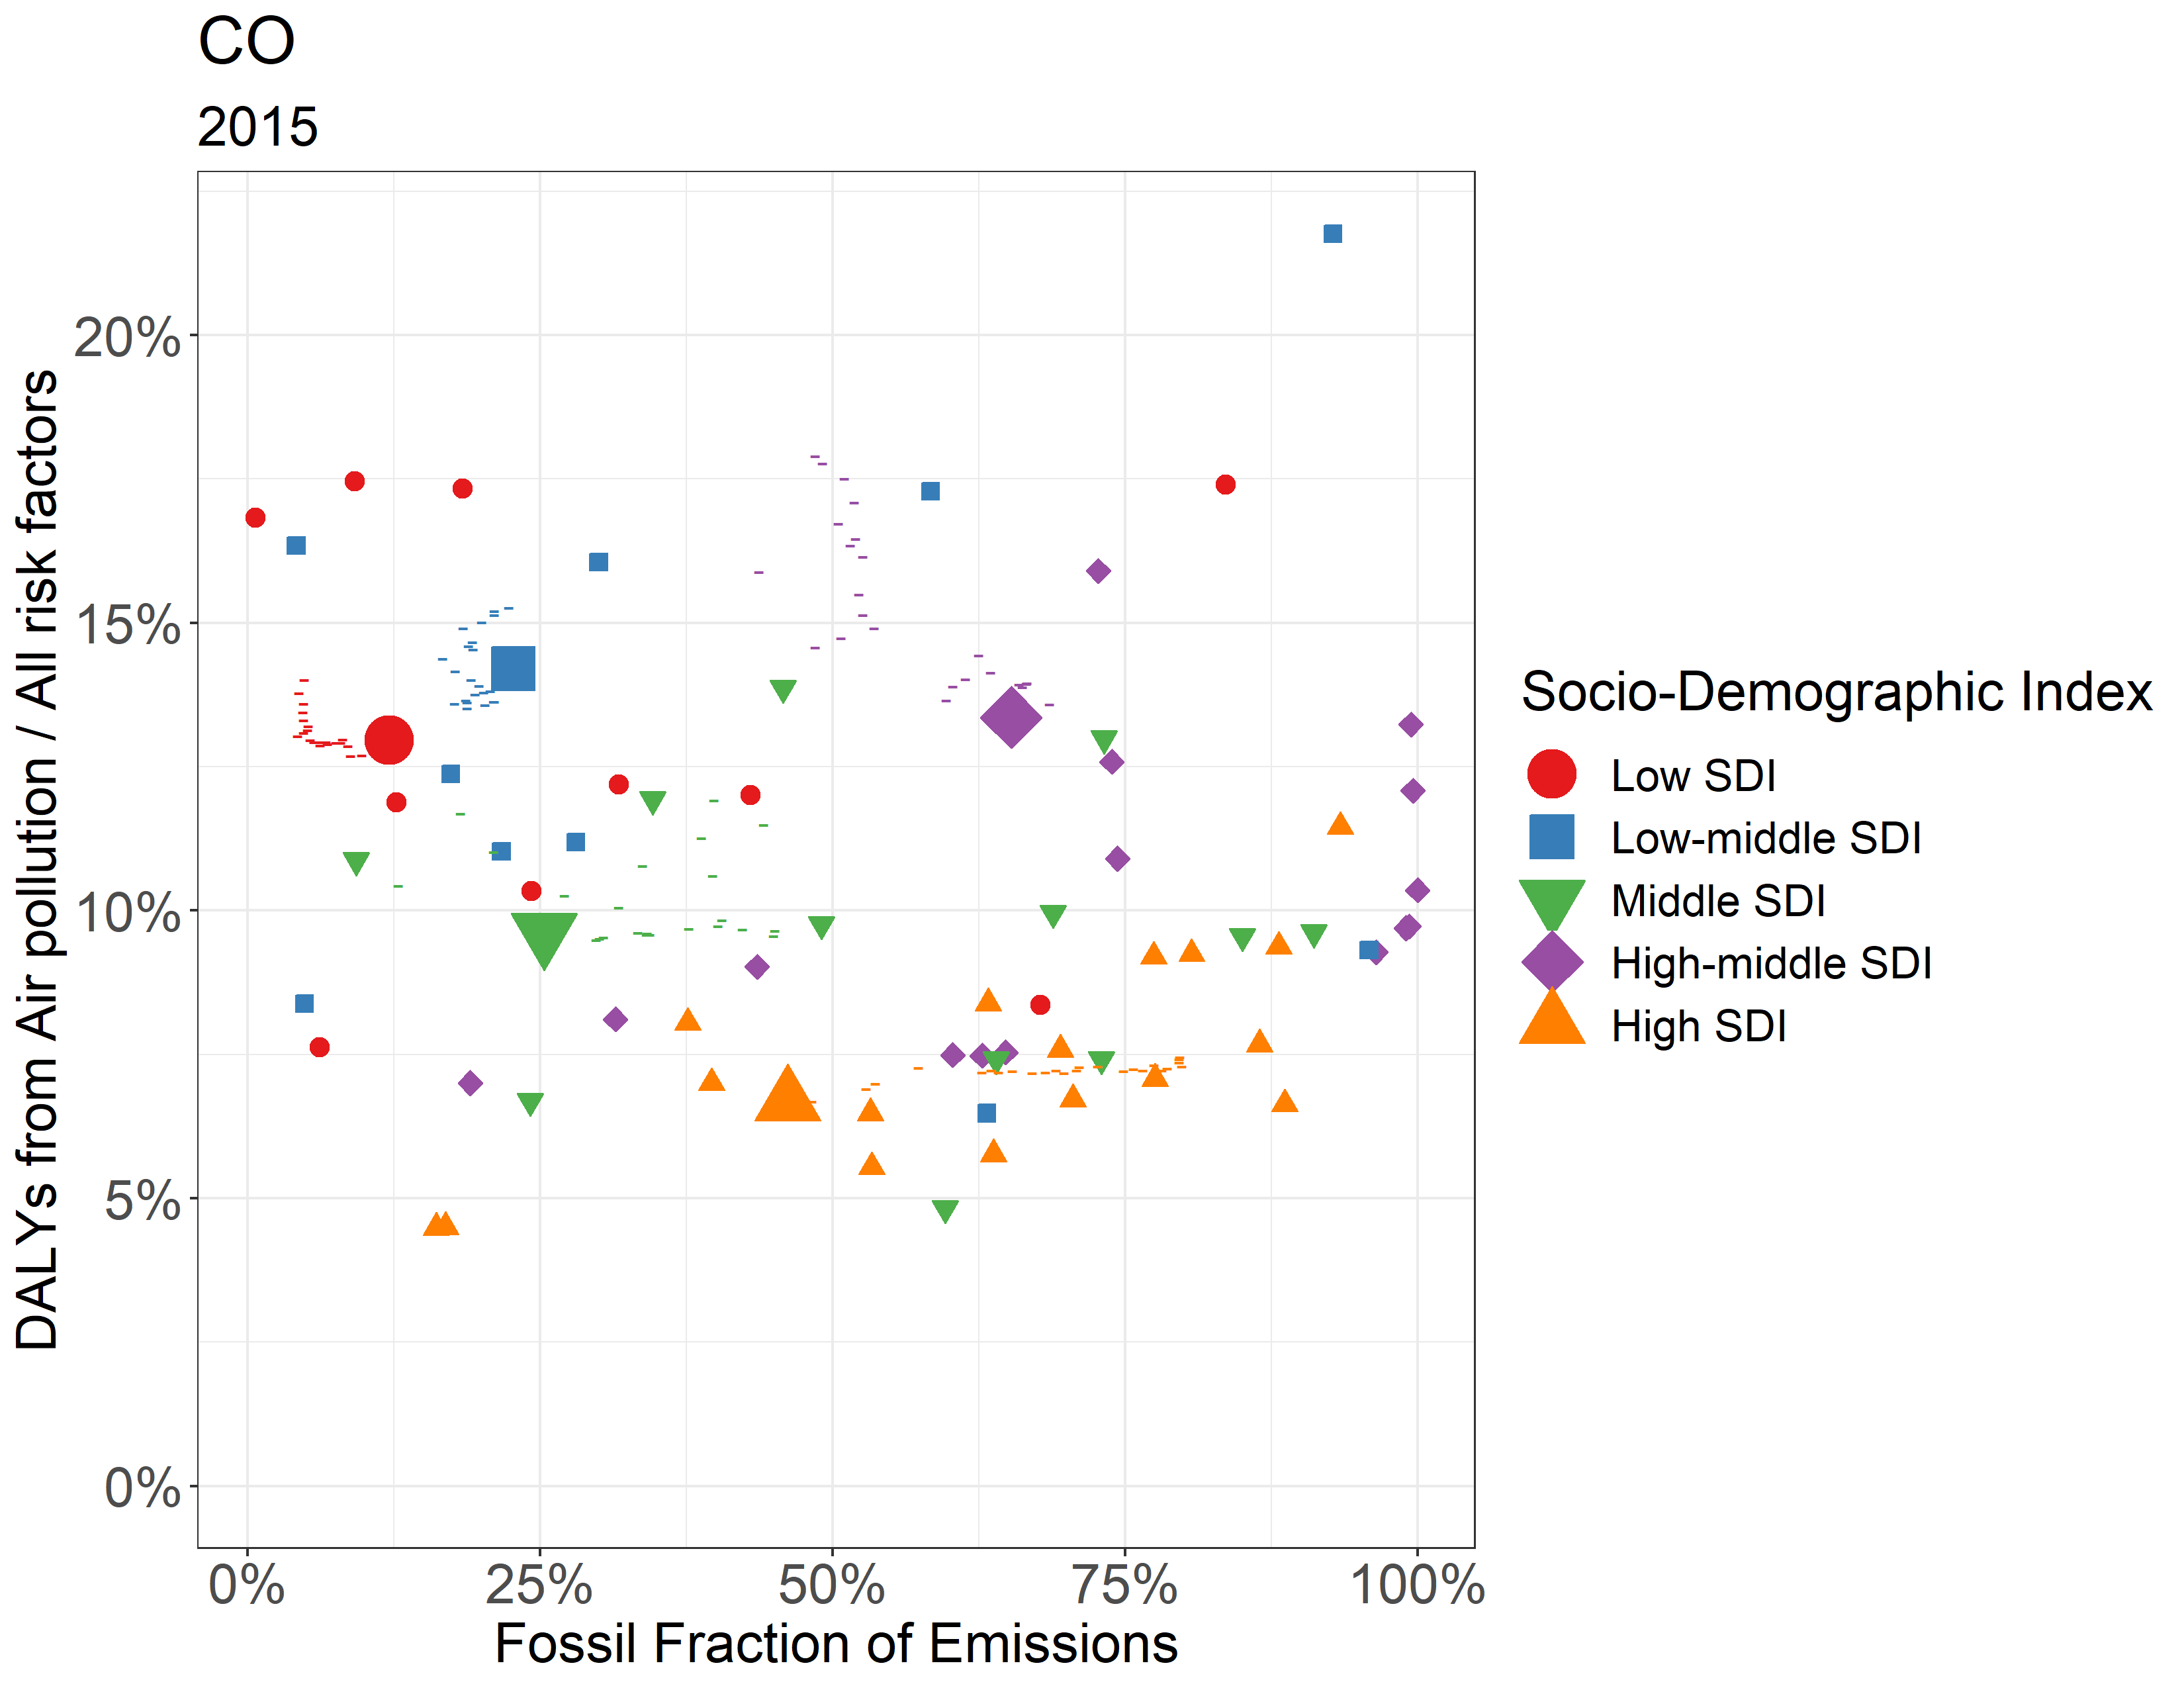 CO
2015
DALYs from Air pollution / All risk factors
20%
15%
10%
5%
0%
0%
25%
50%
75%
100%
Fossil Fraction of Emissions
Socio-Demographic Index
Low SDI
Low-middle SDI
Middle SDI
High-middle SDI
High SDI